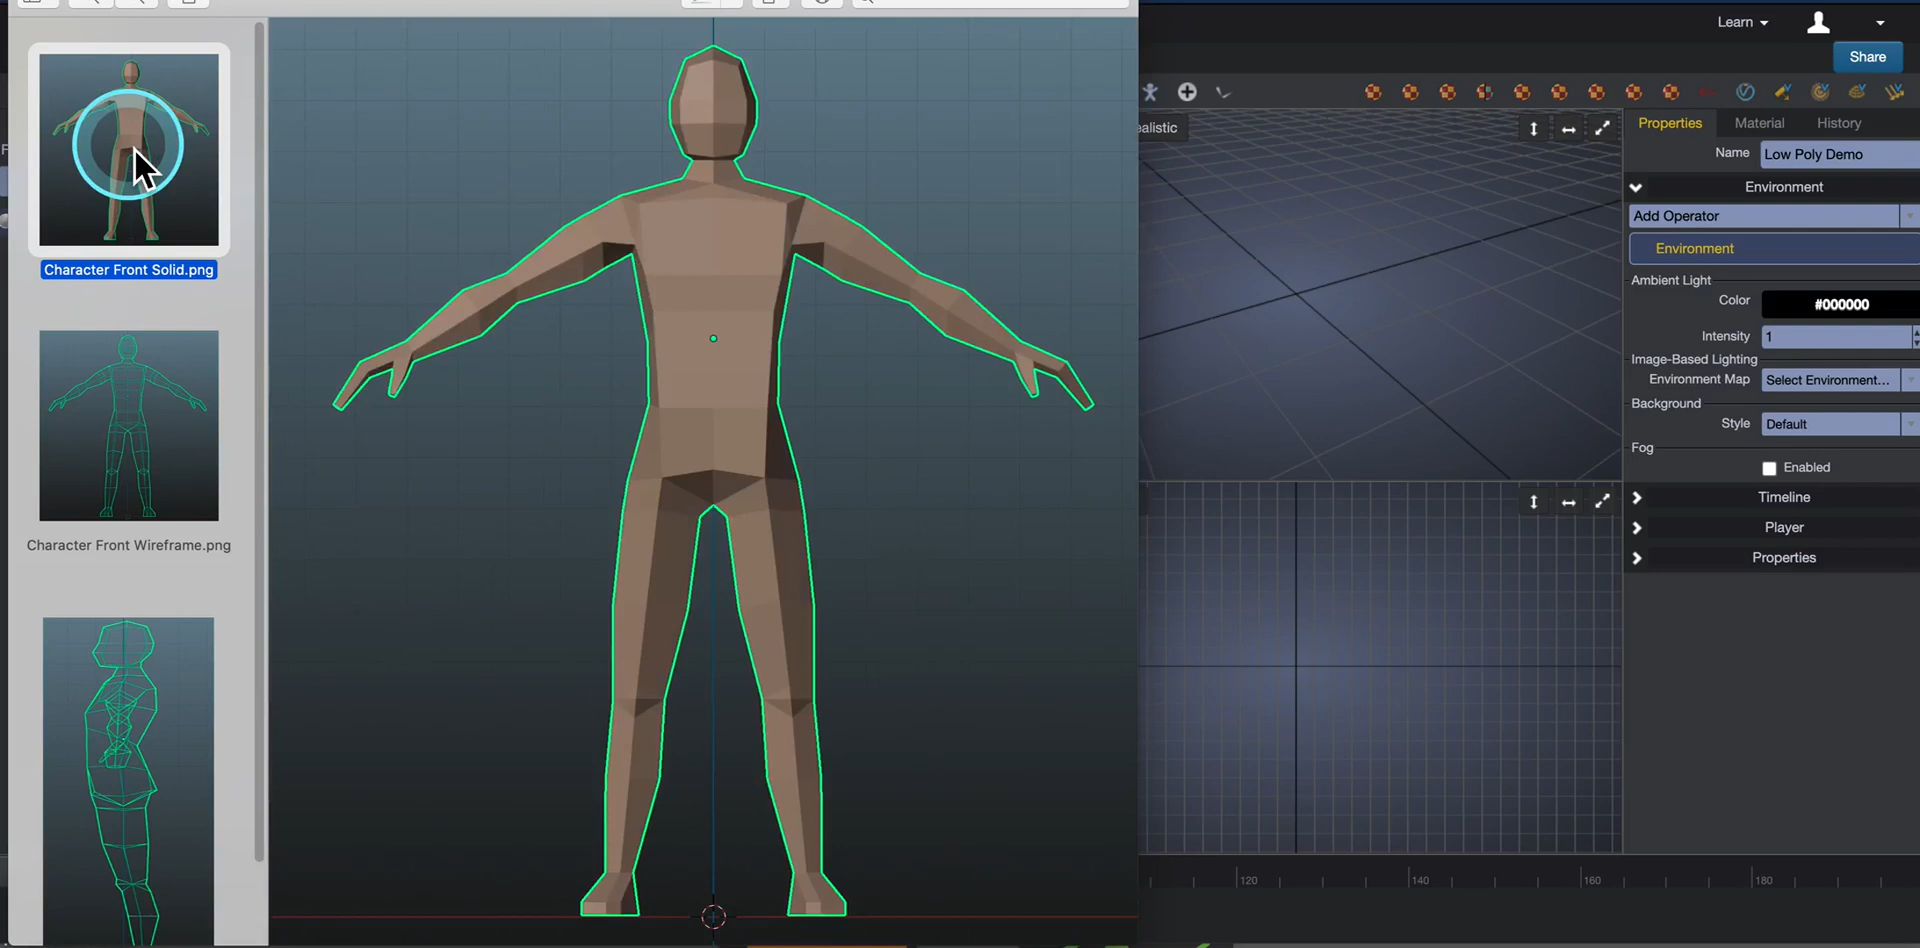 Learn
Share
ealistic
Properties
Material
History
Name
Low Poly Demo
Environment
Add Operator
Environment
Ambient Light
Color
#000000
Intensity
1
Image-Based Lighting
Environment Map
Select Environment...
Background
Style
Default
Fog
Enabled
Timeline
Player
Properties
Character Front Solid.png
Character Front Wireframe.png
F
120
140
160
180